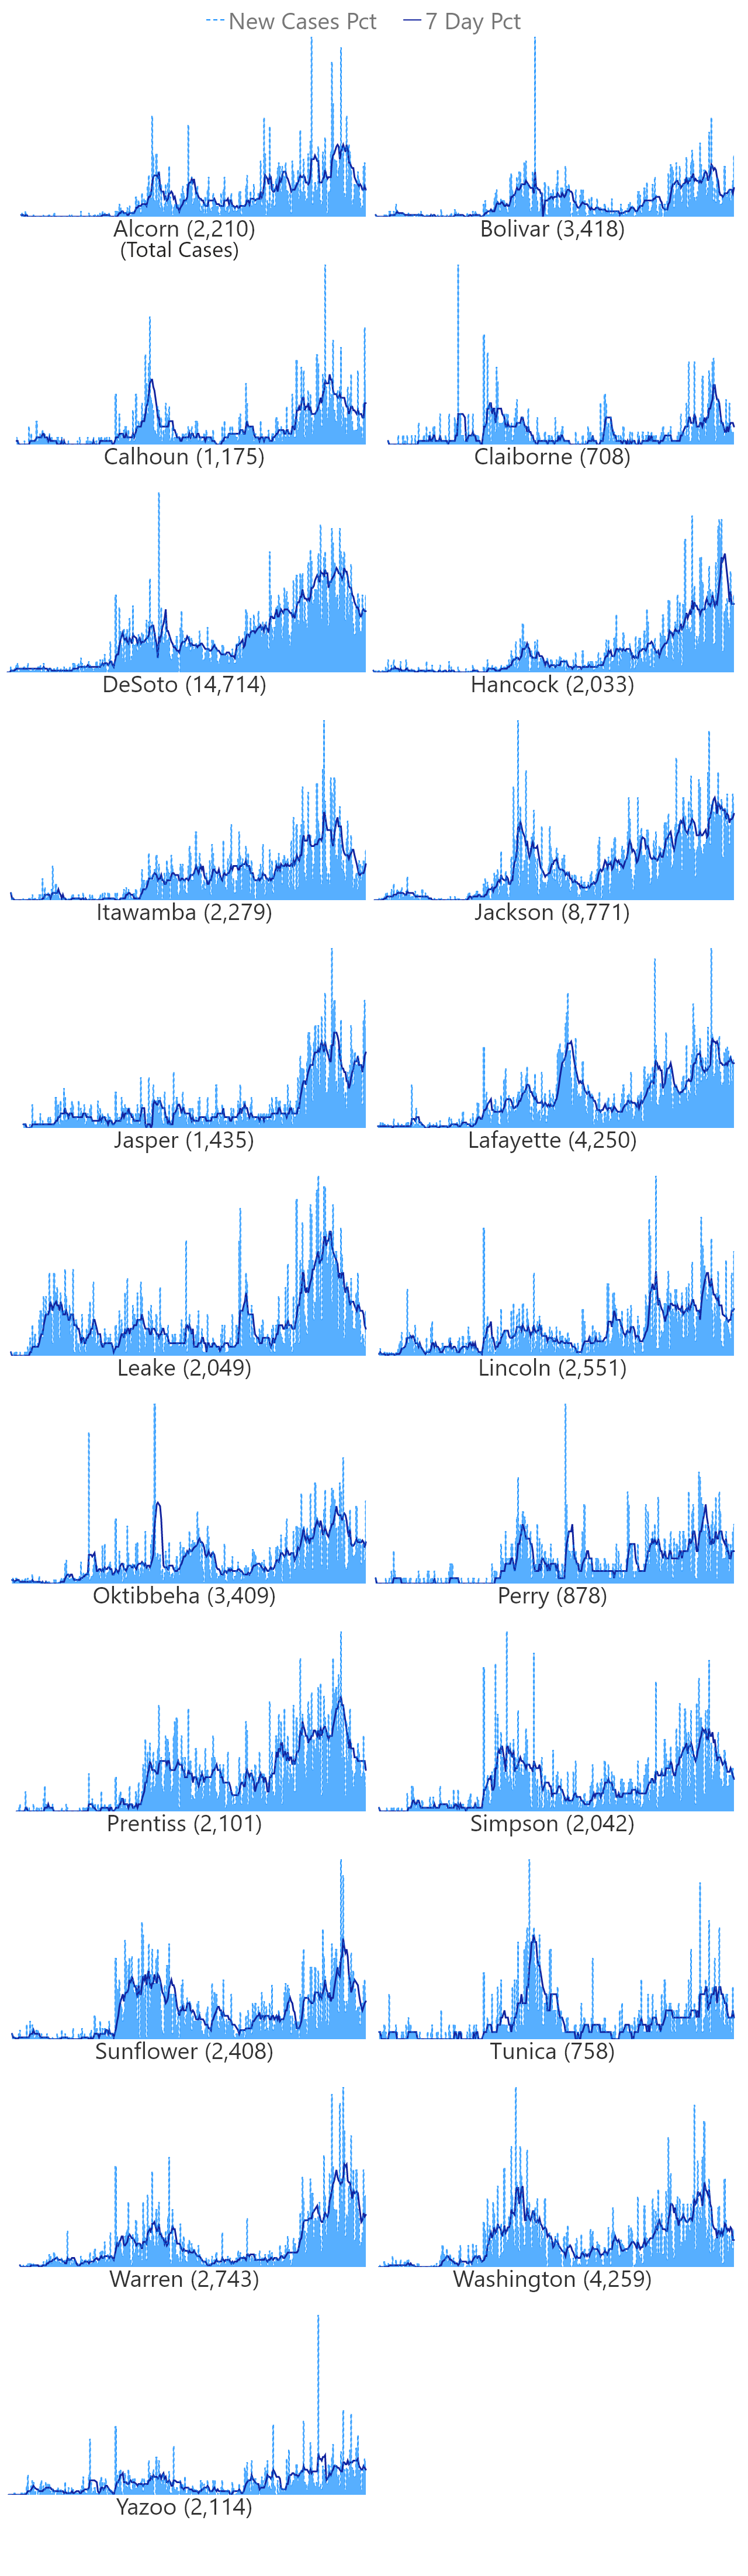 New Cases Pct 7 Day Pct
Alcorn (2,210) Bolivar (3,418)
(Total Cases)
Calhoun (1,175) Claiborne (708)
DeSoto (14,714) Hancock (2,033)
Itawamba (2,279) Jackson (8,771)
Jasper (1,435) Lafayette (4,250)
Leake (2,049) Lincoln (2,551)
Oktibbeha (3,409) Perry (878)
Prentiss (2,101) Simpson (2,042)
Sunflower (2,408) Tunica (758)
Warren (2,743) Washington (4,259)
Yazoo (2,114)